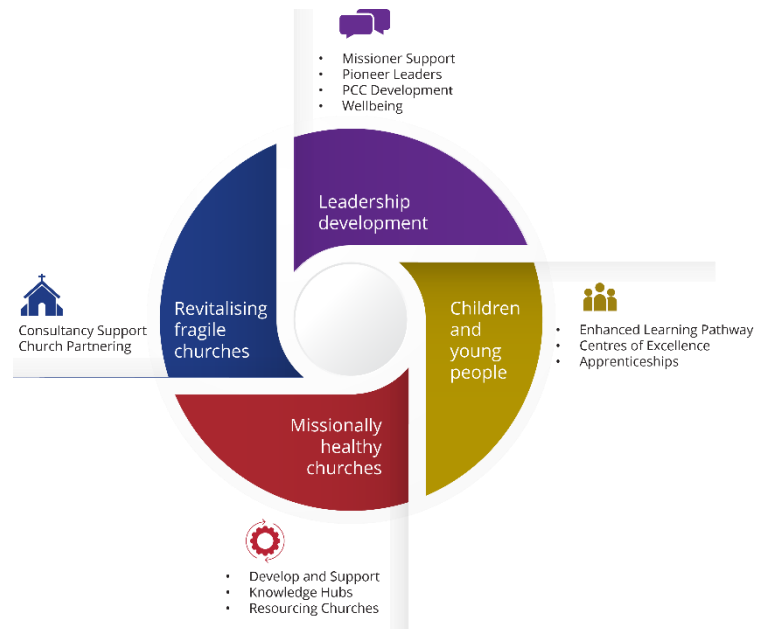 • Missioner Support
• Pioneer Leaders
• PCC Development
• Wellbeing
Leadership
development
Revitalising
fragile
churches
Consultancy Support
Church Partnering
Children
and
young
people
• Enhanced Learning Pathway
• Centres of Excellence
• Apprenticeships
Missionally
healthy
churches
• Develop and Support
• Knowledge Hubs
• Resourcing Churches